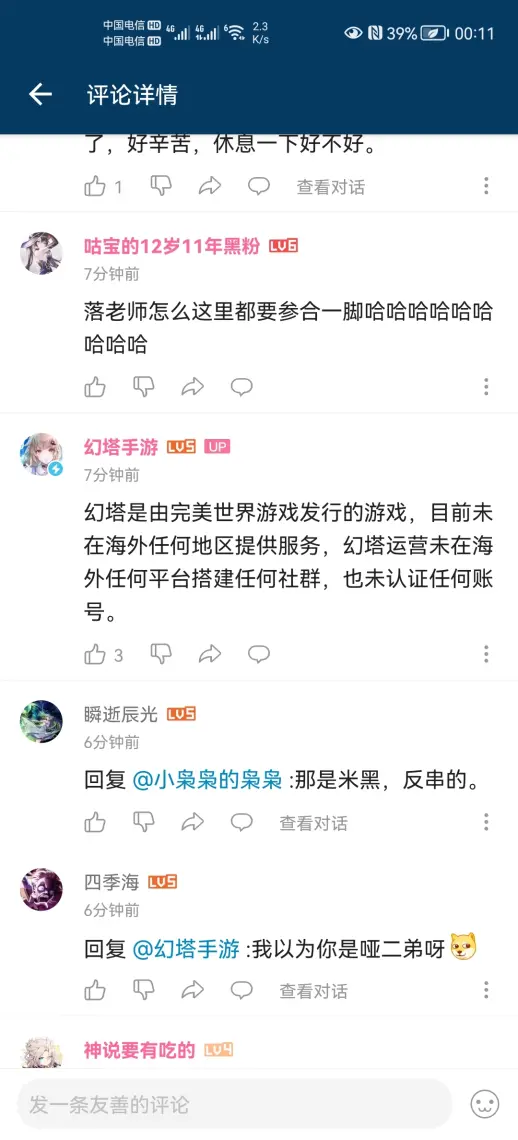 中国电信 HD 4G 4G 6 2.3 K/s 39% 00:11
中国电信 HD
评论详情
了，好辛苦，休息一下好不好。
1 查看对话
咕宝的12岁11年黑粉 LV6
7分钟前
落老师怎么这里都要参合一脚哈哈哈哈哈哈
哈哈哈哈
幻塔手游 LV5 UP
7分钟前
幻塔是由完美世界游戏发行的游戏，目前未
在海外任何地区提供服务，幻塔运营未在海
外任何平台搭建任何社群，也未认证任何账
号。
3
瞬逝辰光 LV5
6分钟前
回复 @小枭枭的枭枭 :那是米黑，反串的。
查看对话
四季海 LV5
6分钟前
回复 @幻塔手游 :我以为你是哑二弟呀
查看对话
神说要有吃的 LV4
发一条友善的评论